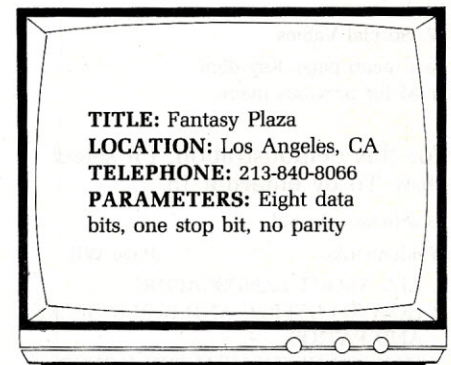 TITLE: Fantasy Plaza
LOCATION: Los Angeles, CA
TELEPHONE: 213-840-8066
PARAMETERS: Eight data
bits, one stop bit, no parity